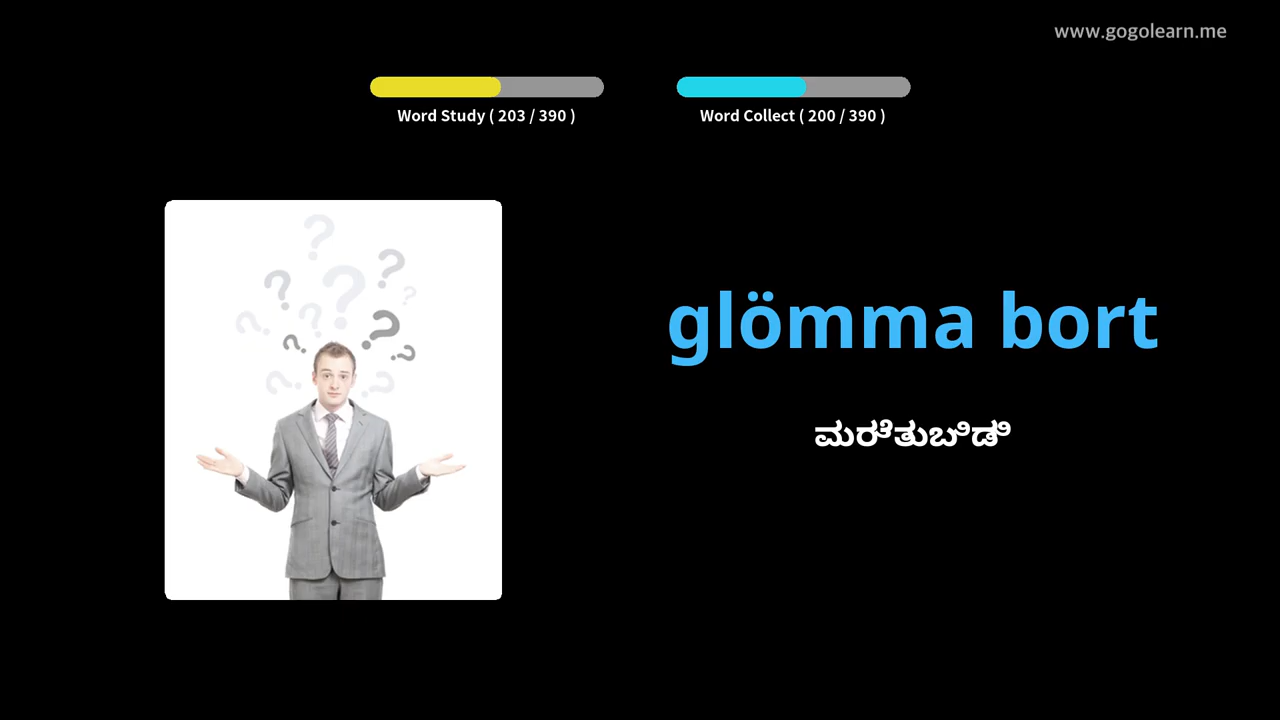 www.gogolearn.me
Word Study ( 203 / 390 )
Word Collect ( 200 / 390 )
glömma bort
ಮರೆತುಬಿಡಿ